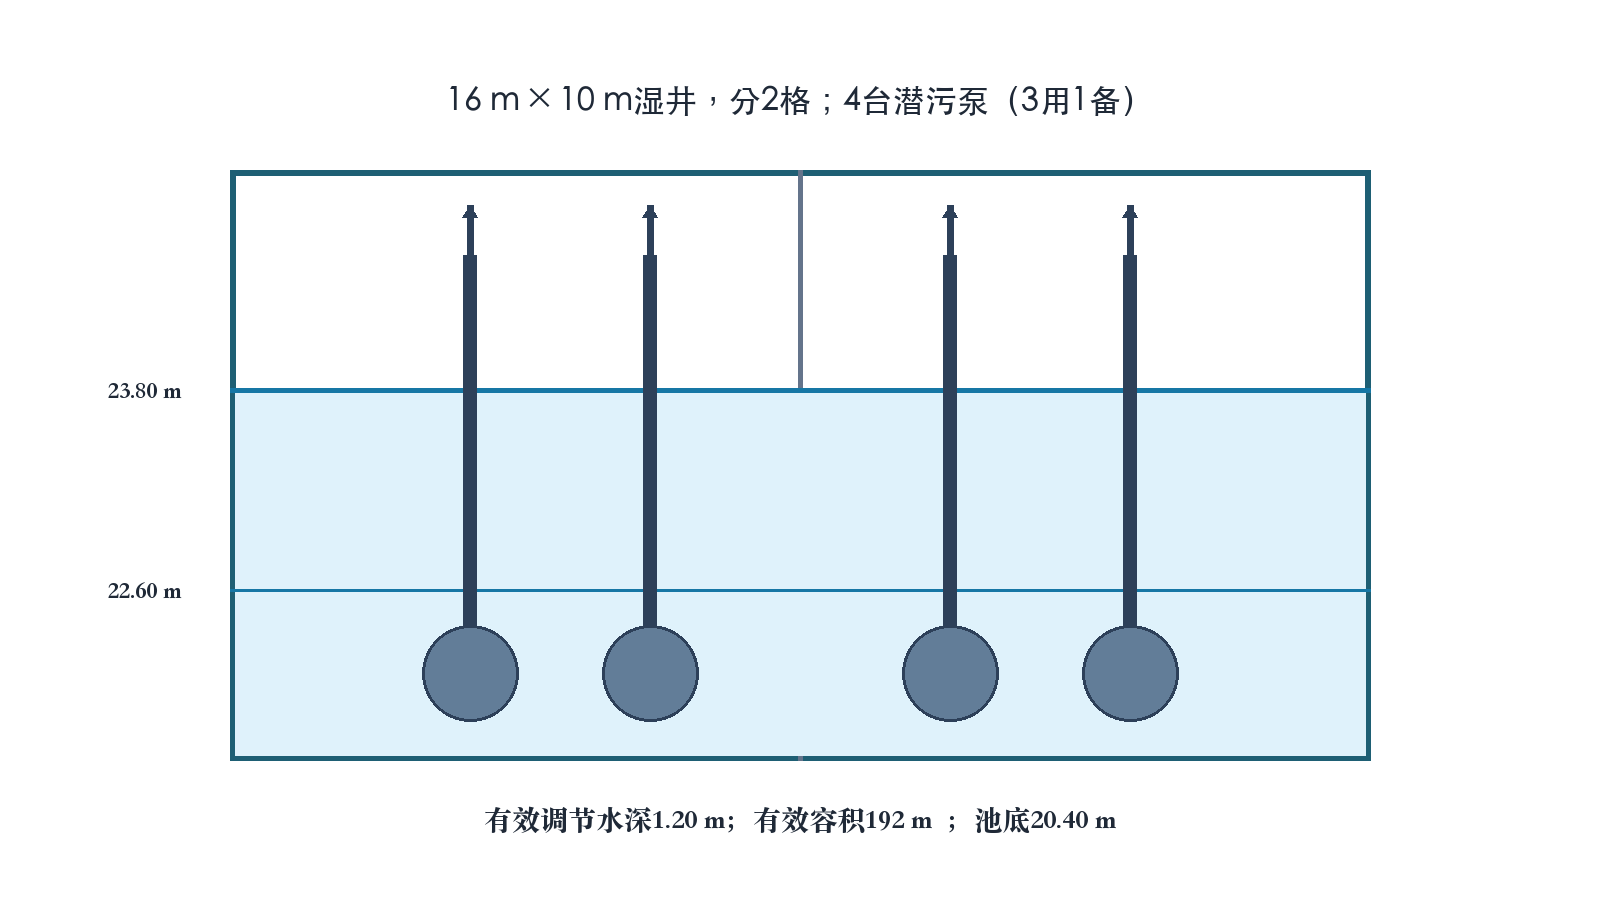 16 m × 10 m湿井，分2格；4台潜污泵（3用1备）
23.80 m
22.60 m
有效调节水深1.20 m；有效容积192 m ；池底20.40 m